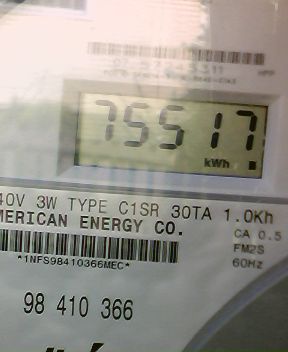 75517
kWh
40V 3W TYPE C1SR 30TA 1.0Kh
MERICAN ENERGY CO.
CA 0.5
*1NFS98410366MEC*
FM2S
60Hz
98 410 366